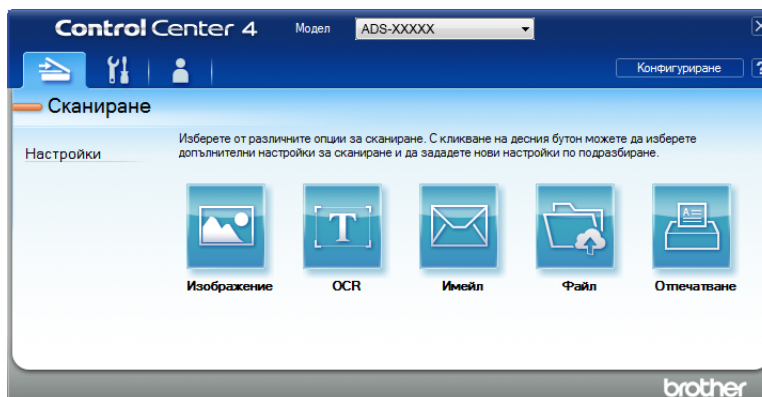 Control Center 4 Модел ADS-XXXXX
Конфигуриране ?
Сканиране
Изберете от различните опции за сканиране. С кликване на десния бутон можете да изберете
допълнителни настройки за сканиране и да зададете нови настройки по подразбиране.
Настройки
Изображение OCR Имейл Файл Отпечатване
brother